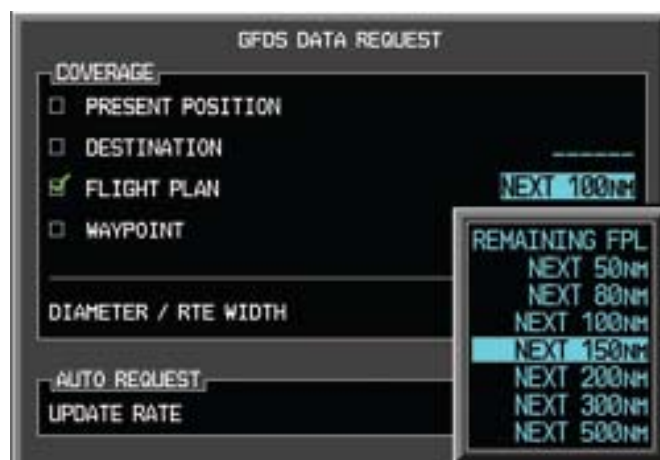 GFDS DATA REQUEST
COVERAGE
PRESENT POSITION
DESTINATION ______
FLIGHT PLAN NEXT 100NM
WAYPOINT
DIAMETER / RTE WIDTH
AUTO REQUEST
UPDATE RATE
REMAINING FPL
NEXT 50NM
NEXT 80NM
NEXT 100NM
NEXT 150NM
NEXT 200NM
NEXT 300NM
NEXT 500NM